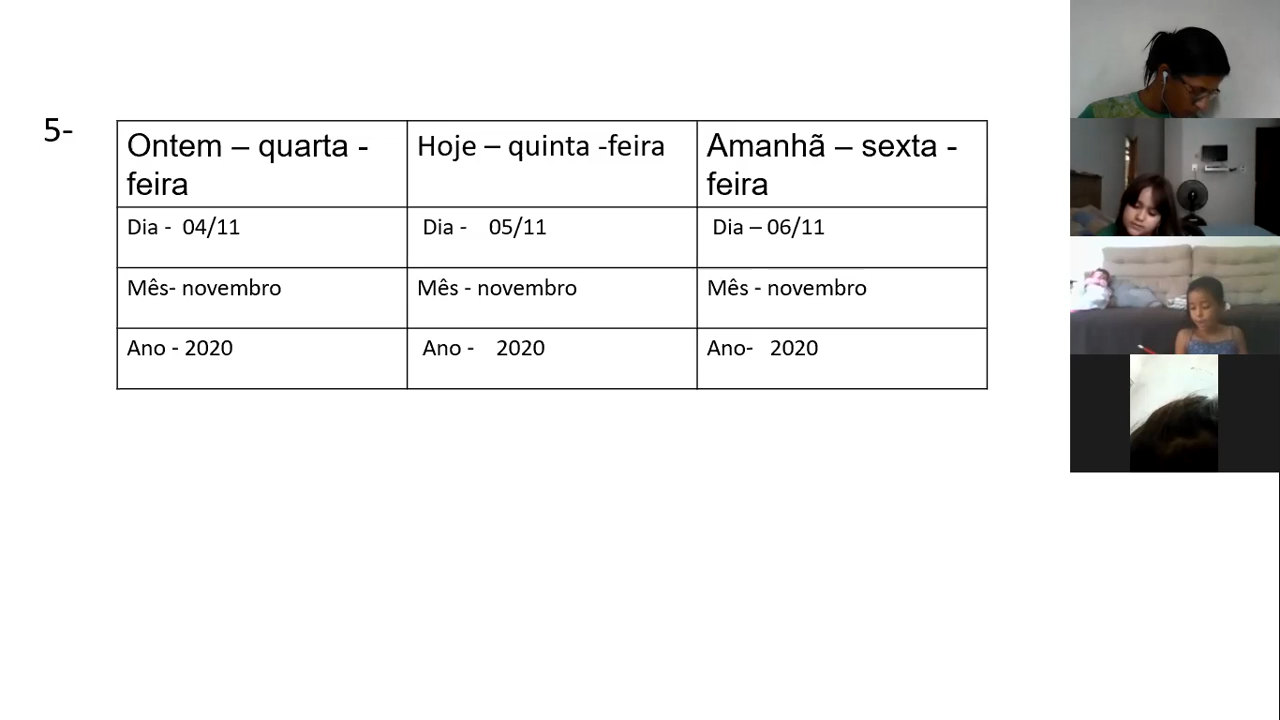 5-
Ontem – quarta - feira
Hoje – quinta -feira
Amanhã – sexta - feira
Dia - 04/11
Dia - 05/11
Dia – 06/11
Mês- novembro
Mês - novembro
Mês - novembro
Ano - 2020
Ano - 2020
Ano- 2020